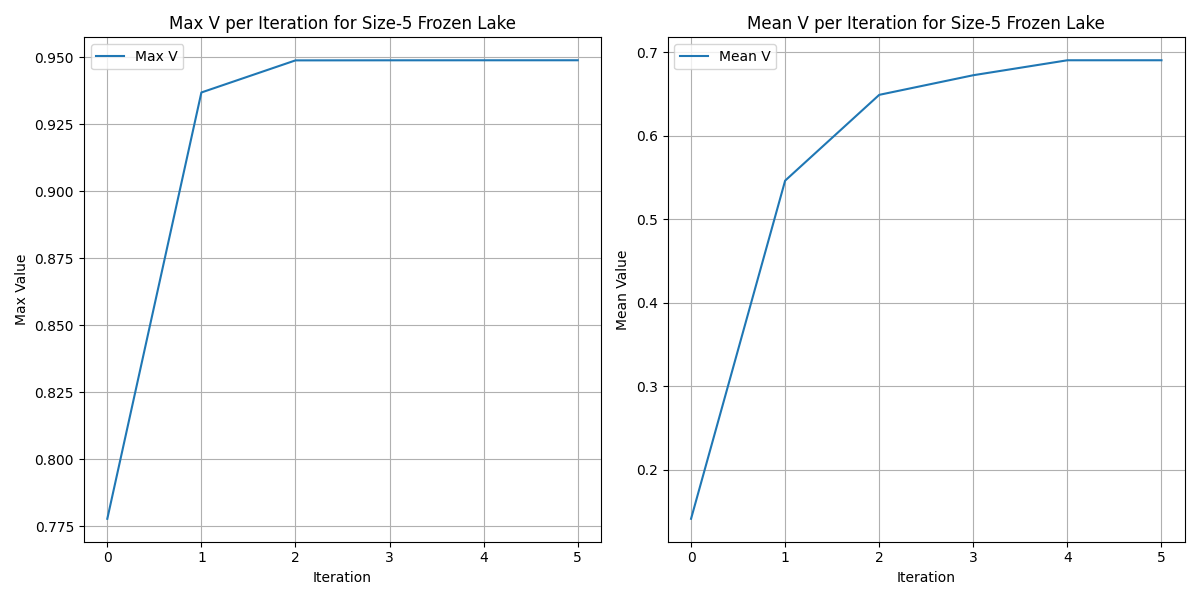 Max V per Iteration for Size-5 Frozen Lake
Max V
0.950
0.925
0.900
0.875
0.850
0.825
0.800
0.775
Max Value
0 1 2 3 4 5
Iteration
Mean V per Iteration for Size-5 Frozen Lake
Mean V
0.7
0.6
0.5
0.4
0.3
0.2
Mean Value
0 1 2 3 4 5
Iteration